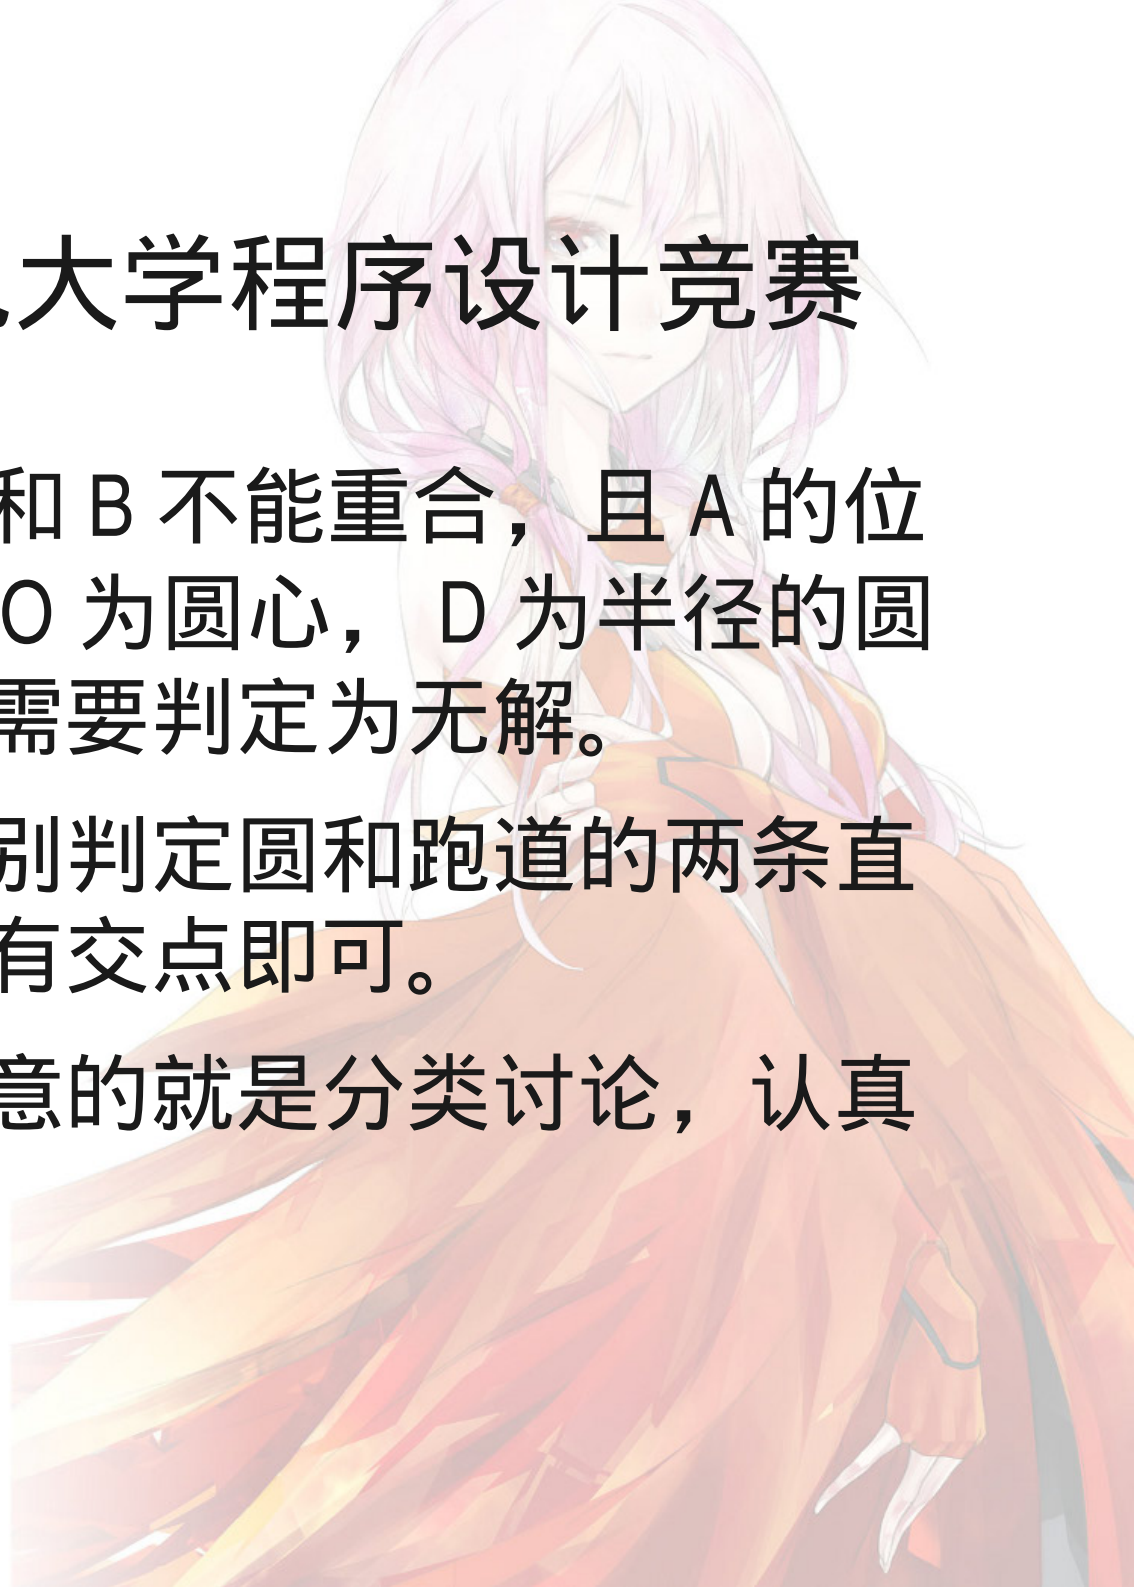 大学程序设计竞赛
和 B 不能重合，且 A 的位
O 为圆心， D 为半径的圆
需要判定为无解。
别判定圆和跑道的两条直
有交点即可。
意的就是分类讨论，认真